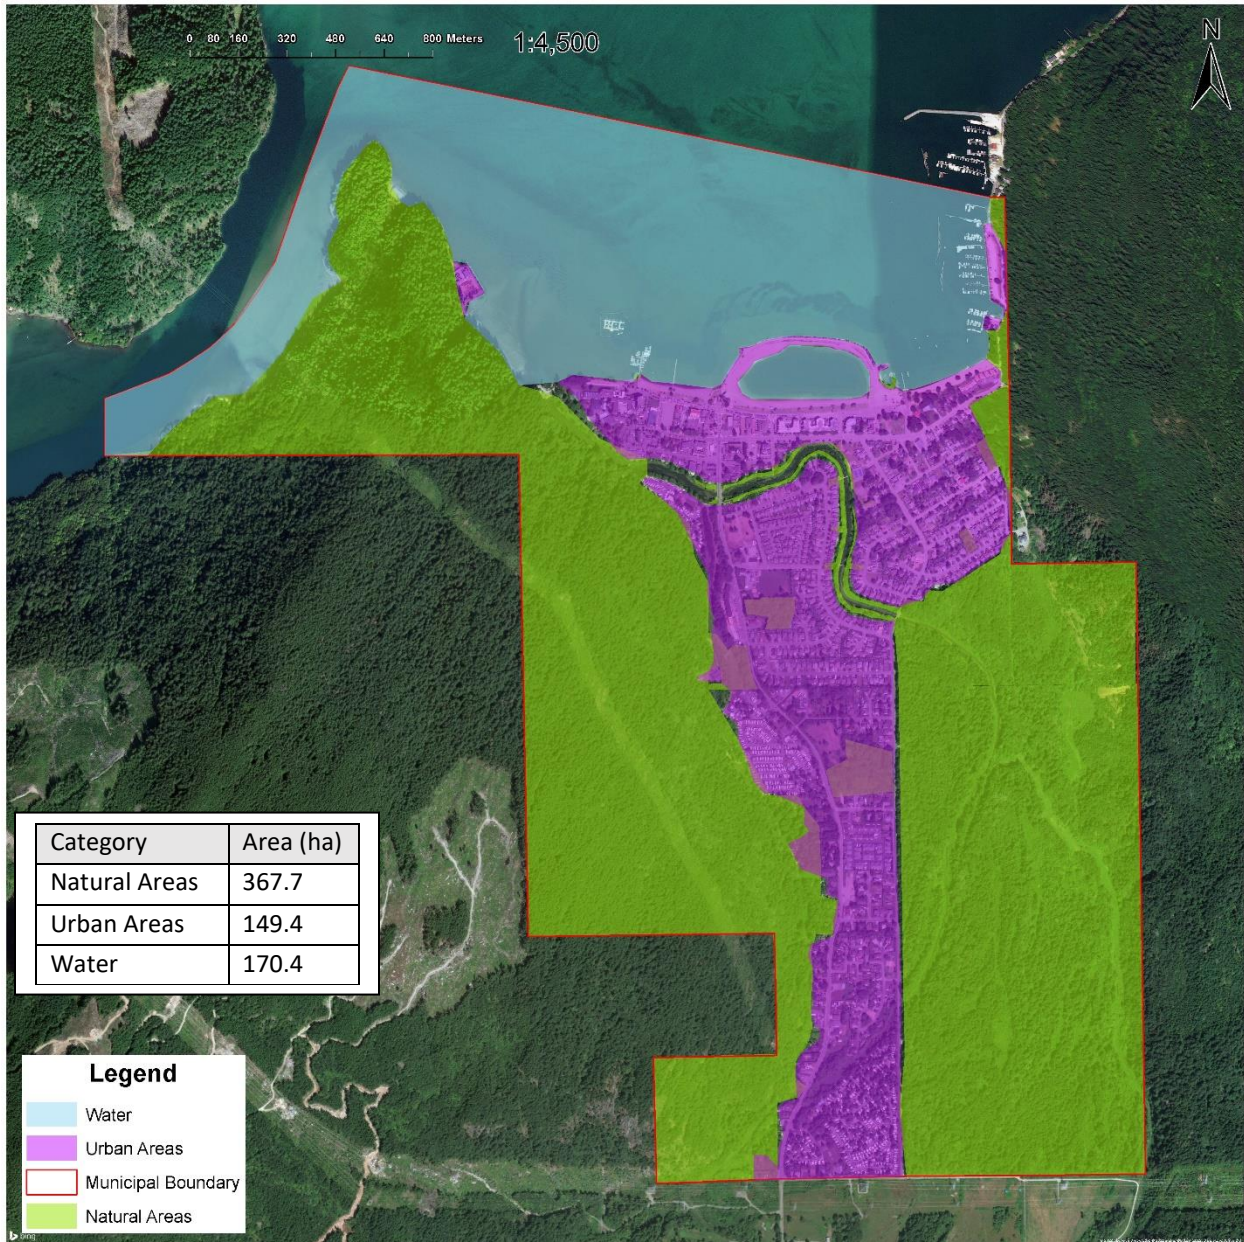 0 80 160 320 480 640 800 Meters
1:4,500
N
Category Area (ha)
Natural Areas 367.7
Urban Areas 149.4
Water 170.4
Legend
Water
Urban Areas
Municipal Boundary
Natural Areas
bing